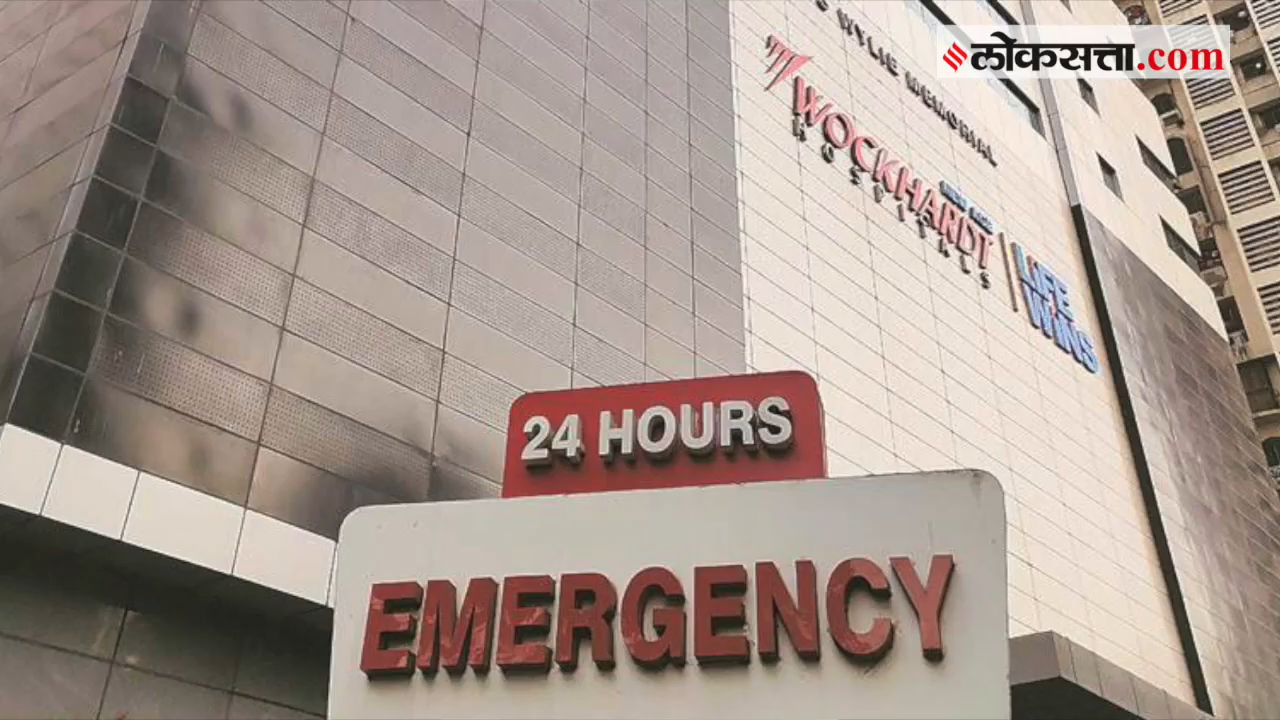 लोकसत्ता.com
WYLIE MEMORIAL
WOCKHARDT
HOSPITALS
LIFE
WINS
24 HOURS
EMERGENCY